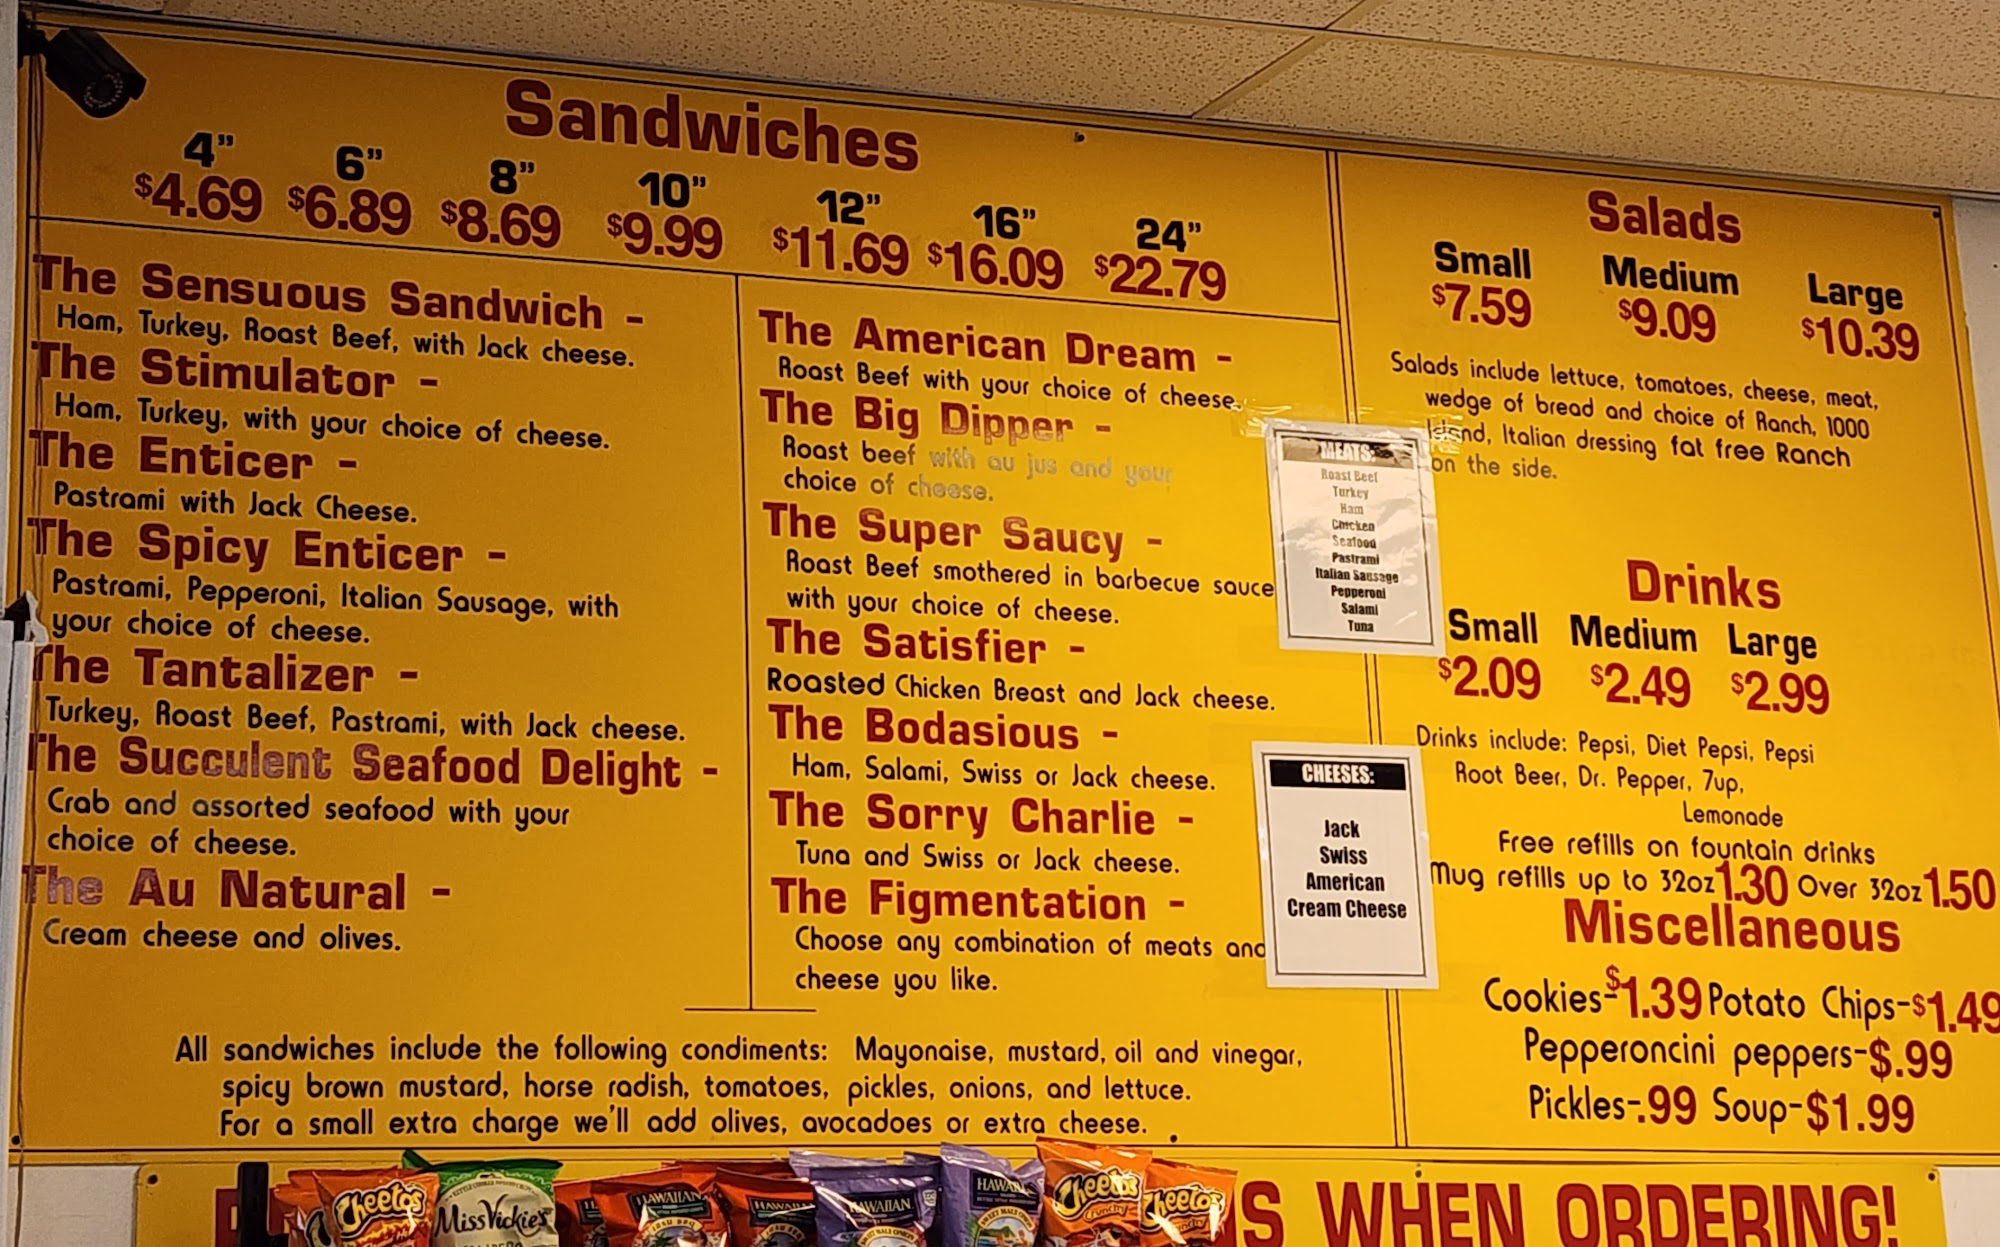 Sandwiches
4” 6” 8” 10” 12” 16” 24”
$4.69 $6.89 $8.69 $9.99 $11.69 $16.09 $22.79
The Sensuous Sandwich -
Ham, Turkey, Roast Beef, with Jack cheese.
The Stimulator -
Ham, Turkey, with your choice of cheese.
The Enticer -
Pastrami with Jack Cheese.
The Spicy Enticer -
Pastrami, Pepperoni, Italian Sausage, with
your choice of cheese.
The Tantalizer -
Turkey, Roast Beef, Pastrami, with Jack cheese.
The Succulent Seafood Delight -
Crab and assorted seafood with your
choice of cheese.
The Au Natural -
Cream cheese and olives.
The American Dream -
Roast Beef with your choice of cheese.
The Big Dipper -
Roast beef with au jus and your
choice of cheese.
The Super Saucy -
Roast Beef smothered in barbecue sauce
with your choice of cheese.
The Satisfier -
Roasted Chicken Breast and Jack cheese.
The Bodasious -
Ham, Salami, Swiss or Jack cheese.
The Sorry Charlie -
Tuna and Swiss or Jack cheese.
The Figmentation -
Choose any combination of meats and
cheese you like.
All sandwiches include the following condiments: Mayonaise, mustard, oil and vinegar,
spicy brown mustard, horse radish, tomatoes, pickles, onions, and lettuce.
For a small extra charge we'll add olives, avocadoes or extra cheese.
MEATS:
Roast Beef
Turkey
Ham
Chicken
Seafood
Pastrami
Italian Sausage
Pepperoni
Salami
Tuna
CHEESES:
Jack
Swiss
American
Cream Cheese
Salads
Small Medium Large
$7.59 $9.09 $10.39
Salads include lettuce, tomatoes, cheese, meat,
wedge of bread and choice of Ranch, 1000
Island, Italian dressing fat free Ranch
on the side.
Drinks
Small Medium Large
$2.09 $2.49 $2.99
Drinks include: Pepsi, Diet Pepsi, Pepsi
Root Beer, Dr. Pepper, 7up,
Lemonade
Free refills on fountain drinks
Mug refills up to 32oz 1.30 Over 32oz 1.50
Miscellaneous
Cookies-$1.39 Potato Chips-$1.49
Pepperoncini peppers-$.99
Pickles-.99 Soup-$1.99
WHEN ORDERING!
Cheetos
Miss Vickie's
HAWAIIAN
HAWAIIAN
Cheetos
Crunchy
Cheetos